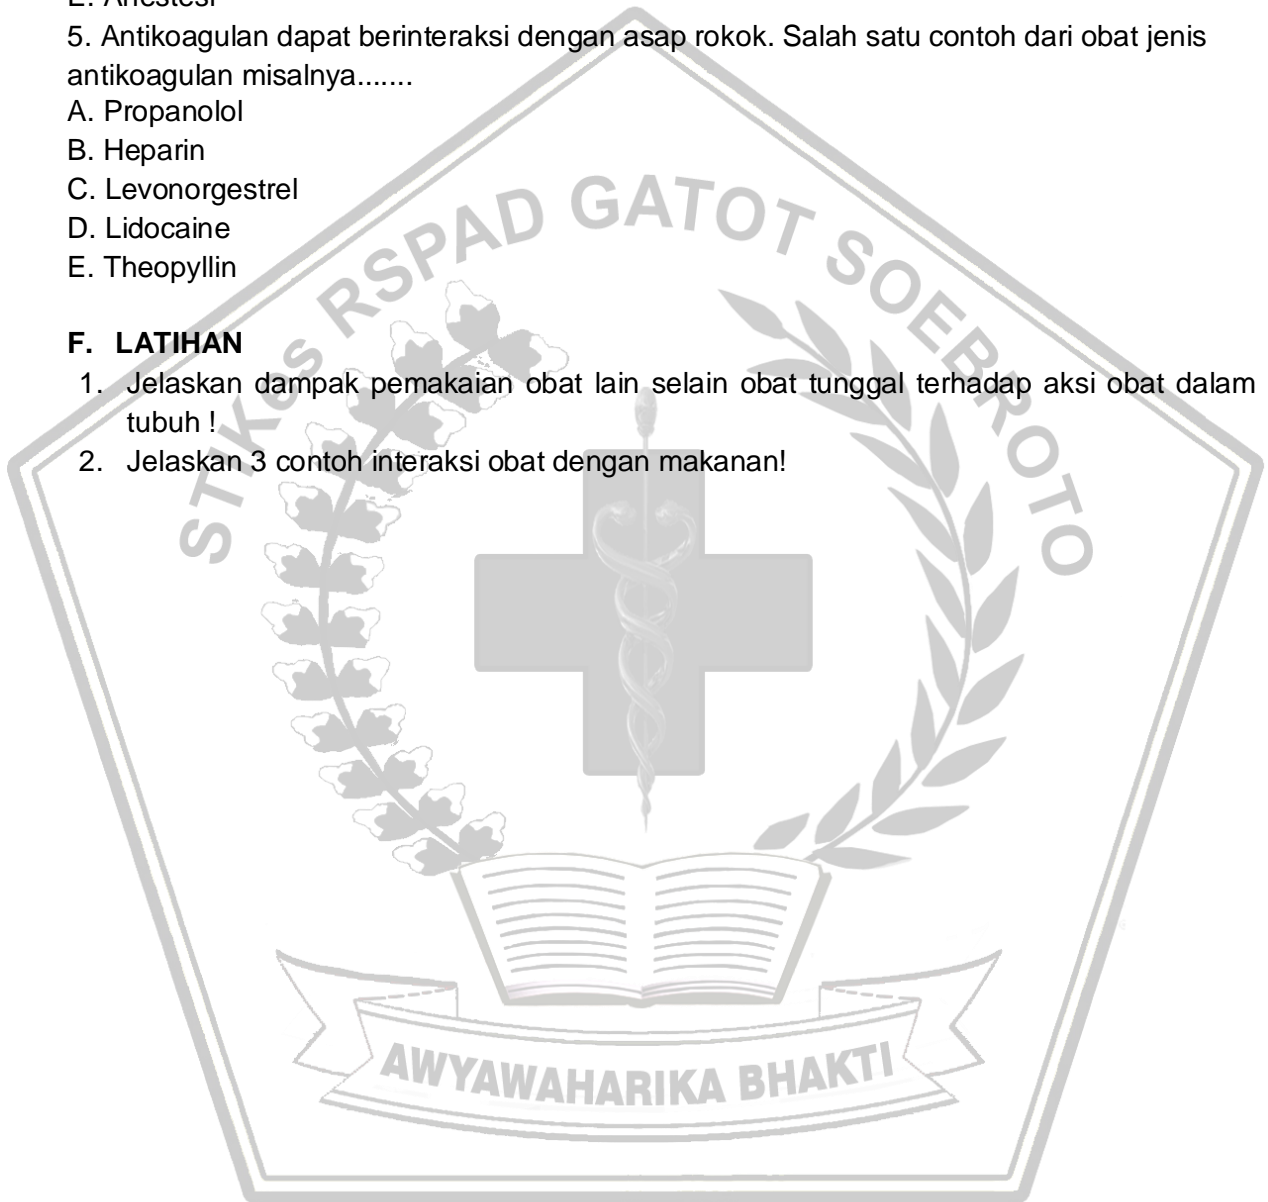 E. Anestesi
5. Antikoagulan dapat berinteraksi dengan asap rokok. Salah satu contoh dari obat jenis
antikoagulan misalnya.......
A. Propanolol
B. Heparin
C. Levonorgestrel
D. Lidocaine
E. Theopyllin
F. LATIHAN
1. Jelaskan dampak pemakaian obat lain selain obat tunggal terhadap aksi obat dalam
tubuh !
2. Jelaskan 3 contoh interaksi obat dengan makanan!
STIKes RSPAD GATOT SOEBROTO
AWYAWAHARIKA BHAKTI